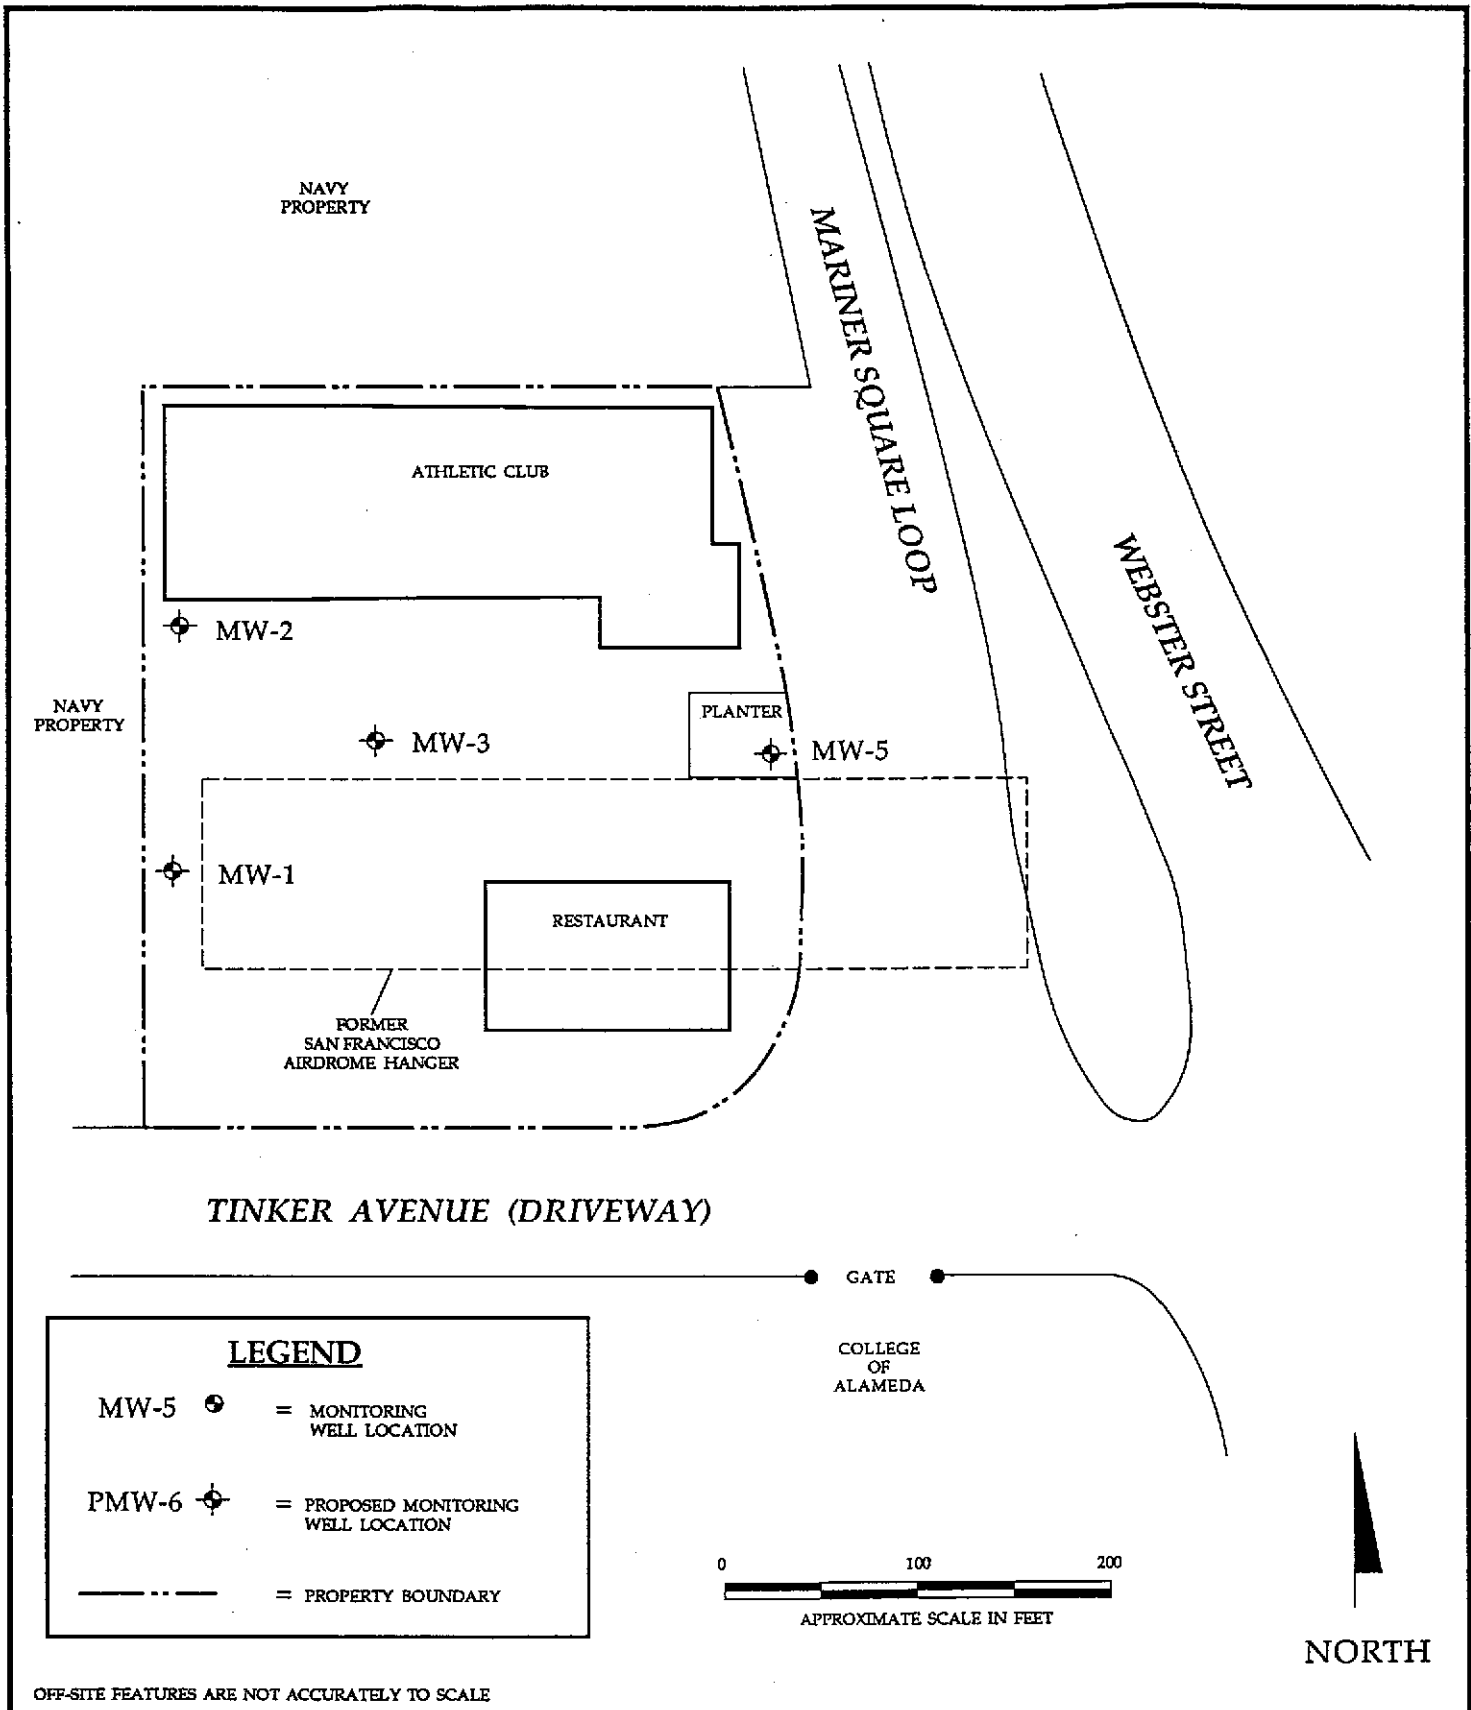 NAVY
PROPERTY
MARINER SQUARE LOOP
ATHLETIC CLUB
WEBSTER STREET
MW-2
NAVY
PROPERTY
PLANTER
MW-3
MW-5
MW-1
RESTAURANT
FORMER
SAN FRANCISCO
AIRDROME HANGER
TINKER AVENUE (DRIVEWAY)
GATE
COLLEGE
OF
ALAMEDA
LEGEND
MW-5 = MONITORING
WELL LOCATION
PMW-6 = PROPOSED MONITORING
WELL LOCATION
= PROPERTY BOUNDARY
0 100 200
APPROXIMATE SCALE IN FEET
NORTH
OFF-SITE FEATURES ARE NOT ACCURATELY TO SCALE